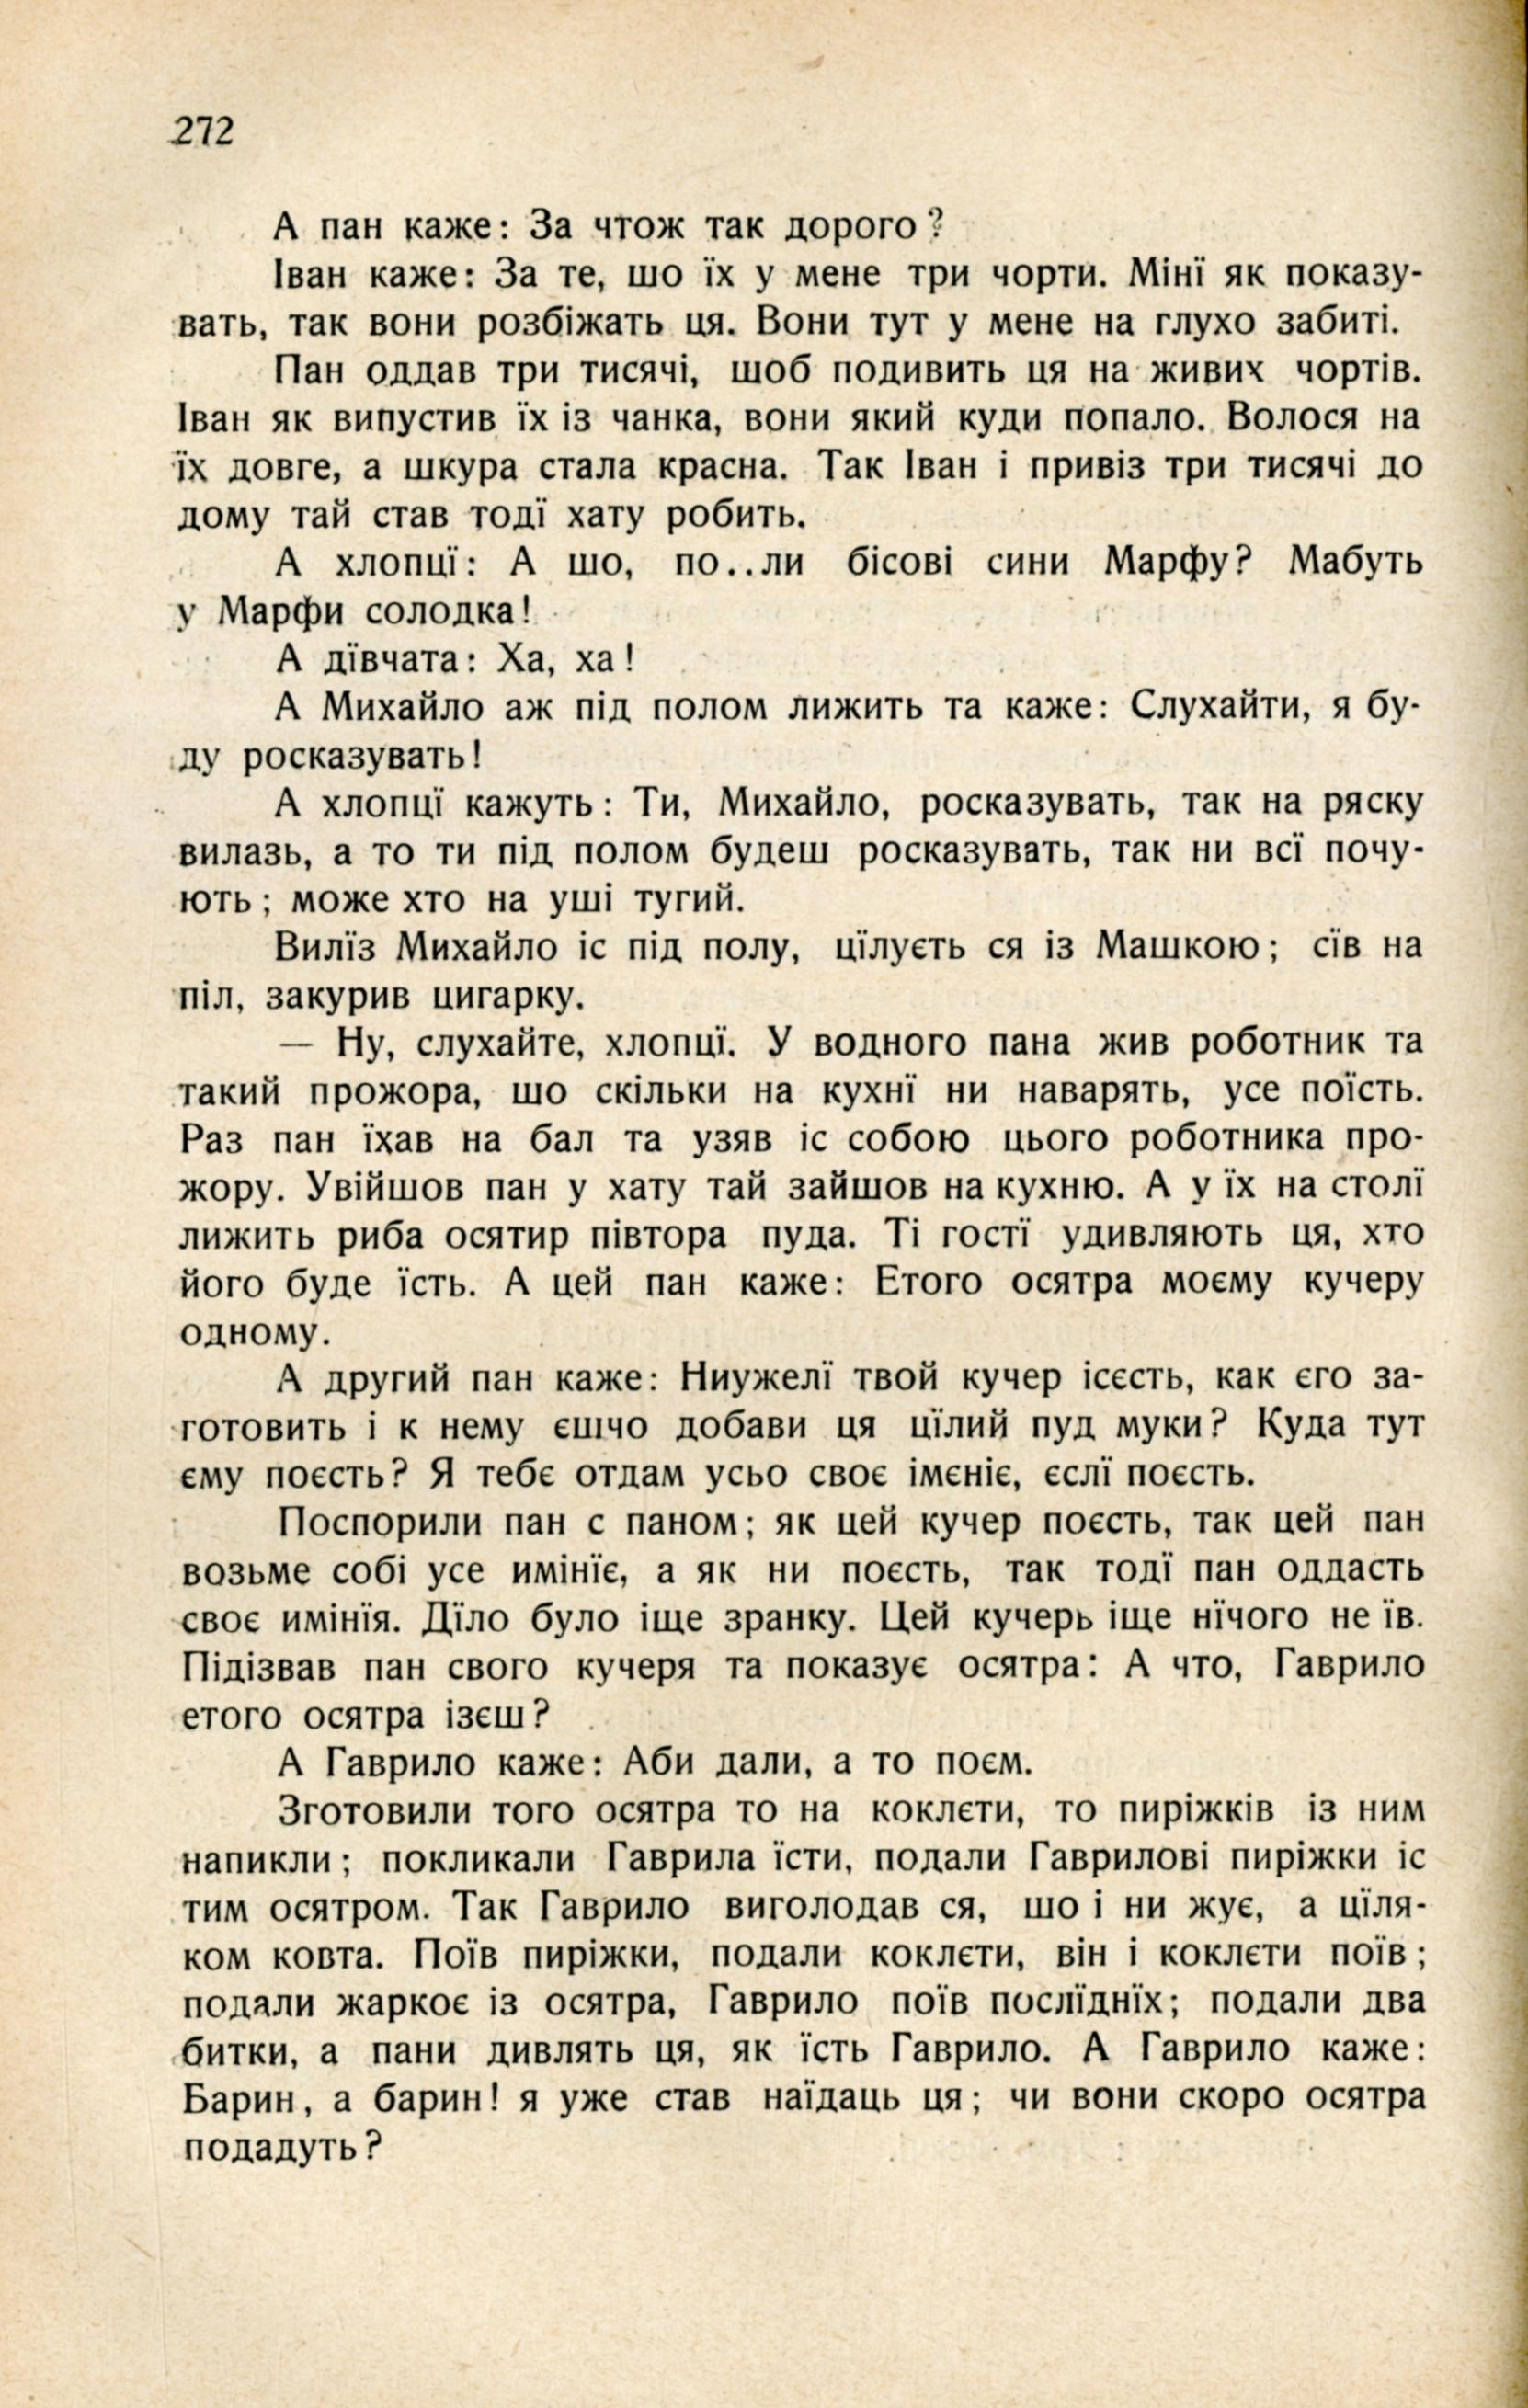 272
А пан каже: За чтож так дорого?
Іван каже: За те, шо їх у мене три чорти. Міні як показу-
вать, так вони розбіжать ця. Вони тут у мене на глухо забиті.
Пан оддав три тисячі, шоб подивить ця на живих чортів.
Іван як випустив їх із чанка, вони який куди попало. Волося на
їх довге, а шкура стала красна. Так Іван і привіз три тисячі до
дому тай став тоді хату робить.
А хлопці: А шо, по..ли бісові сини Марфу? Мабуть
у Марфи солодка!
А дївчата: Ха, ха!
А Михайло аж під полом лижить та каже: Слухайти, я бу-
ду росказувать!
А хлопці кажуть: Ти, Михайло, росказувать, так на ряску
вилазь, а то ти під полом будеш росказувать, так ни всї почу-
ють; може хто на уші тугий.
Вилїз Михайло іс під полу, цїлуєть ся із Машкою; сїв на
піл, закурив цигарку.
— Ну, слухайте, хлопцї. У водного пана жив роботник та
такий прожора, шо скільки на кухнї ни наварять, усе поїсть.
Раз пан їхав на бал та узяв іс собою цього роботника про-
жору. Увійшов пан у хату тай зайшов на кухню. А у їх на столї
лижить риба осятир півтора пуда. Ті гостї удивляють ця, хто
його буде їсть. А цей пан каже: Етого осятра моєму кучеру
одному.
А другий пан каже: Ниужелї твой кучер ісєсть, как єго за-
готовить і к нему єшчо добави ця цїлий пуд муки? Куда тут
єму поєсть? Я тебє отдам усьо своє імєніє, єслї поєсть.
Поспорили пан с паном; як цей кучер поєсть, так цей пан
возьме собі усе имінїє, а як ни поєсть, так тодї пан оддасть
своє имінїя. Дїло було іще зранку. Цей кучерь іще нїчого не їв.
Підізвав пан свого кучеря та показує осятра: А что, Гаврило
етого осятра ізєш?
А Гаврило каже: Аби дали, а то поєм.
Зготовили того осятра то на коклєти, то пиріжків із ним
напикли; покликали Гаврила їсти, подали Гаврилові пиріжки іс
тим осятром. Так Гаврило виголодав ся, шо і ни жує, а цїля-
ком ковта. Поїв пиріжки, подали коклєти, він і коклєти поїв;
подали жаркоє із осятра, Гаврило поїв послїднїх; подали два
битки, а пани дивлять ця, як їсть Гаврило. А Гаврило каже:
Барин, а барин! я уже став наїдаць ця; чи вони скоро осятра
подадуть?